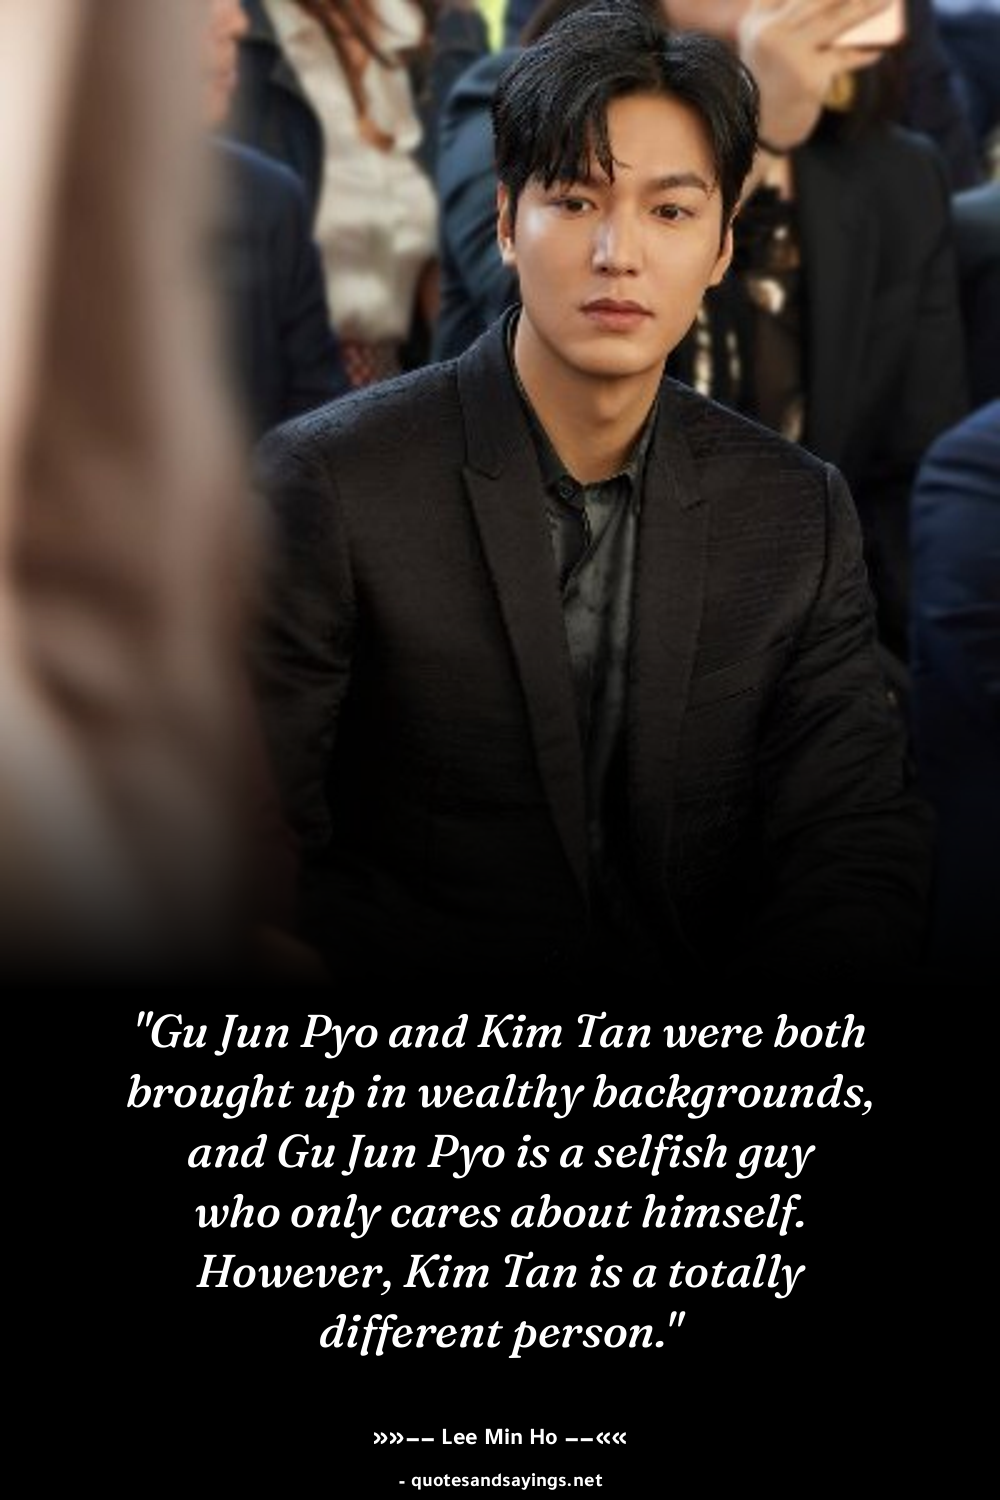 "Gu Jun Pyo and Kim Tan were both
brought up in wealthy backgrounds,
and Gu Jun Pyo is a selfish guy
who only cares about himself.
However, Kim Tan is a totally
different person."
»»–– Lee Min Ho ––««
- quotesandsayings.net